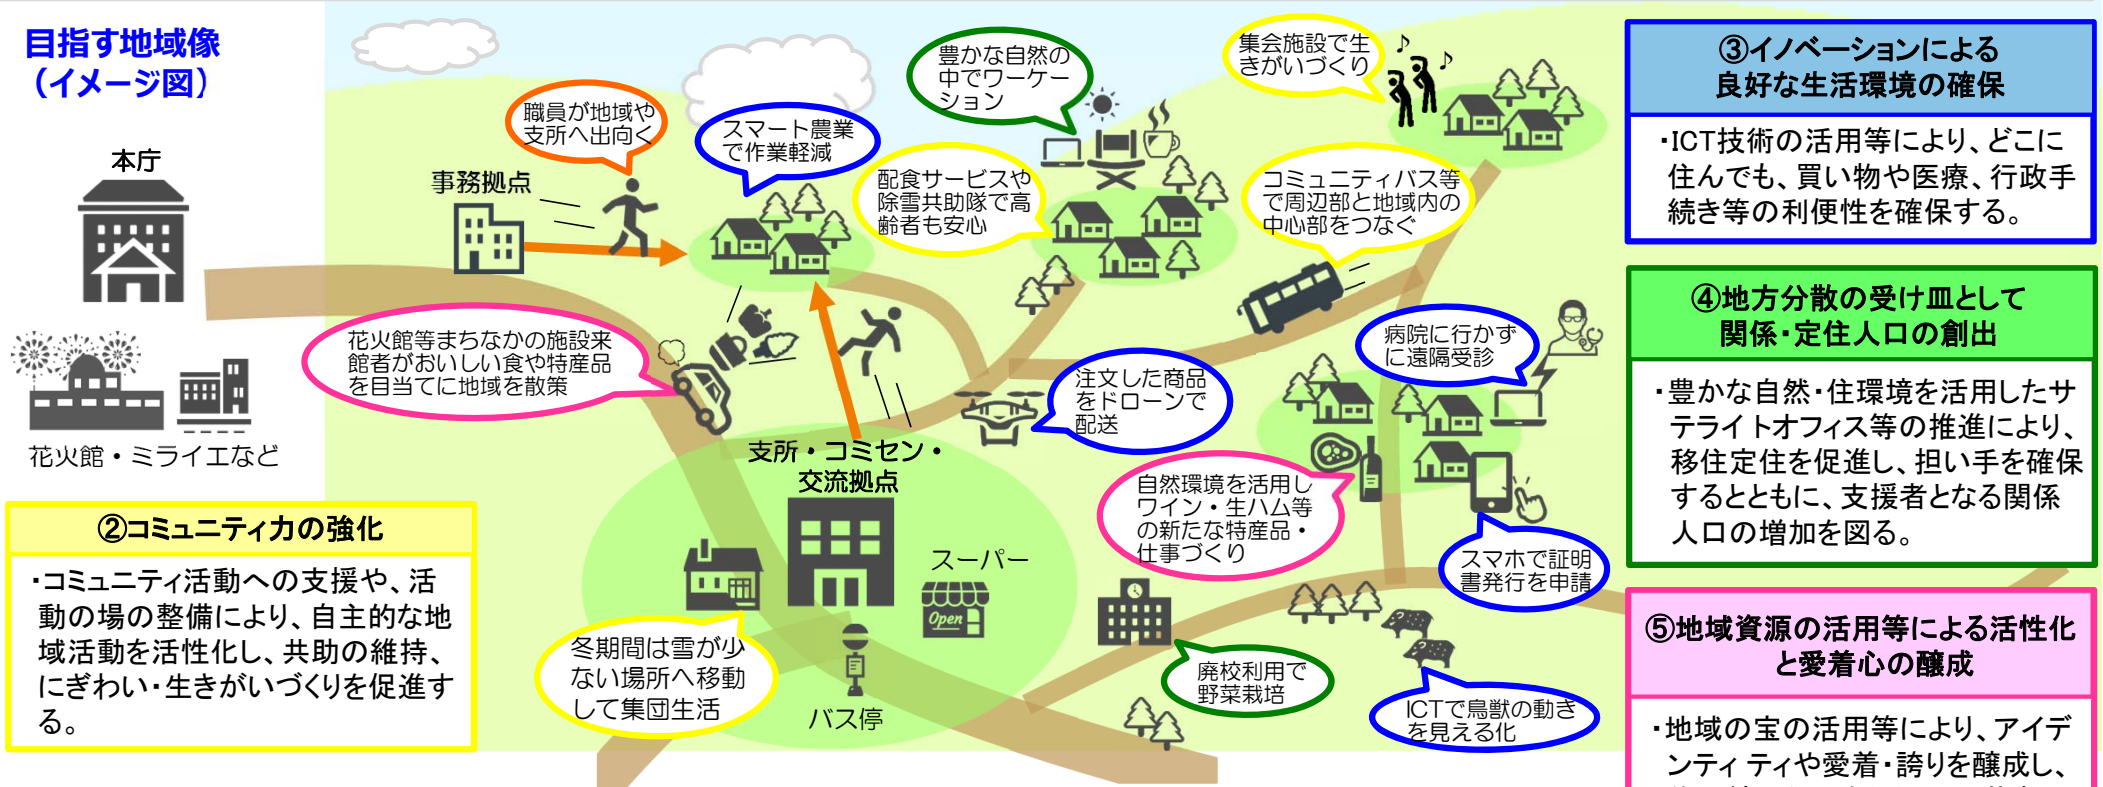 目指す地域像
（イメージ図）
本庁
花火館・ミライエなど
②コミュニティ力の強化
・コミュニティ活動への支援や、活
動の場の整備により、自主的な地
域活動を活性化し、共助の維持、
にぎわい・生きがいづくりを促進す
る。
事務拠点
職員が地域や
支所へ出向く
スマート農業
で作業軽減
豊かな自然の
中でワーケー
ション
集会施設で生
きがいづくり
♪
♪
配食サービスや
除雪共助隊で高
齢者も安心
コミュニティバス等
で周辺部と地域内の
中心部をつなぐ
花火館等まちなかの施設来
館者がおいしい食や特産品
を目当てに地域を散策
注文した商品
をドローンで
配送
病院に行かず
に遠隔受診
支所・コミセン・
交流拠点
自然環境を活用し
ワイン・生ハム等
の新たな特産品・
仕事づくり
スマホで証明
書発行を申請
スーパー
Open
冬期間は雪が少
ない場所へ移動
して集団生活
バス停
廃校利用で
野菜栽培
ICTで鳥獣の動き
を見える化
③イノベーションによる
良好な生活環境の確保
・ICT技術の活用等により、どこに
住んでも、買い物や医療、行政手
続き等の利便性を確保する。
④地方分散の受け皿として
関係・定住人口の創出
・豊かな自然・住環境を活用したサ
テライトオフィス等の推進により、
移住定住を促進し、担い手を確保
するとともに、支援者となる関係
人口の増加を図る。
⑤地域資源の活用等による活性化
と愛着心の醸成
・地域の宝の活用等により、アイデ
ンティティや愛着・誇りを醸成し、